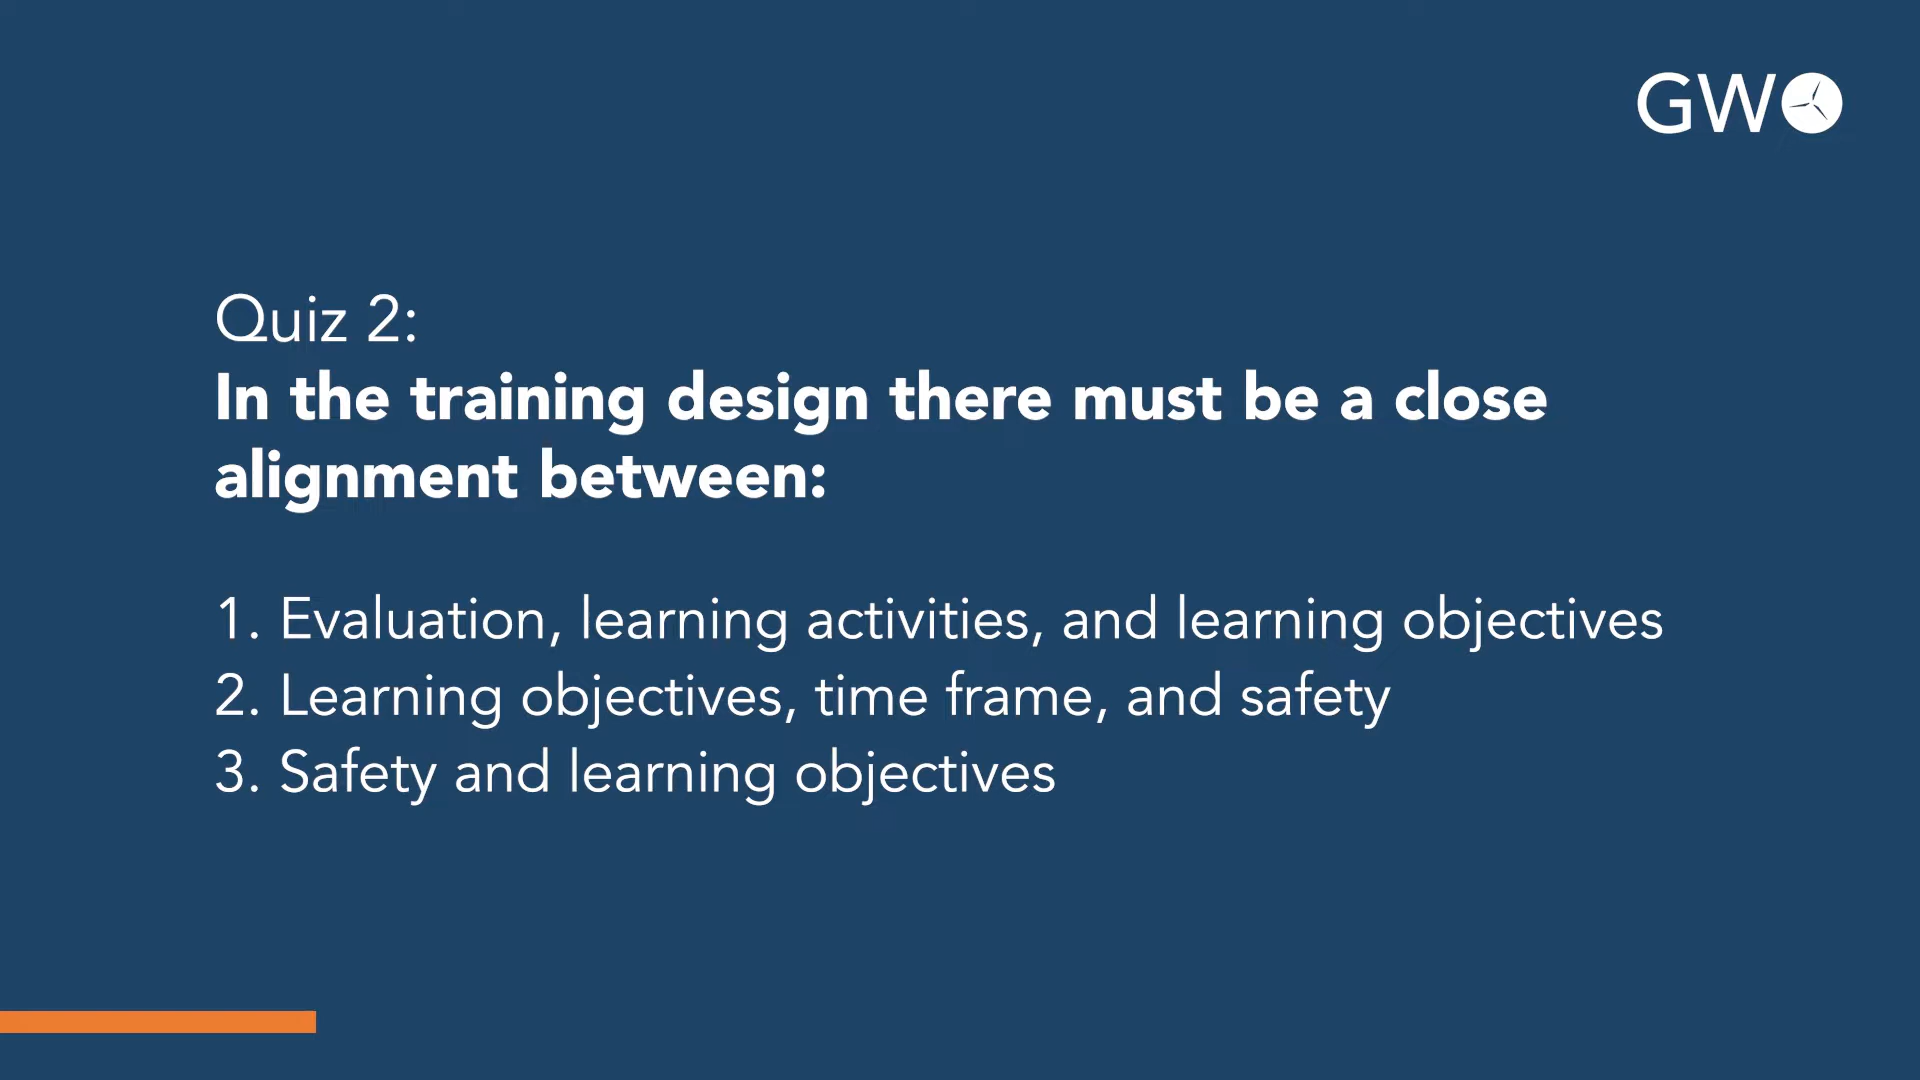 GWO
Quiz 2:
In the training design there must be a close
alignment between:
1. Evaluation, learning activities, and learning objectives
2. Learning objectives, time frame, and safety
3. Safety and learning objectives